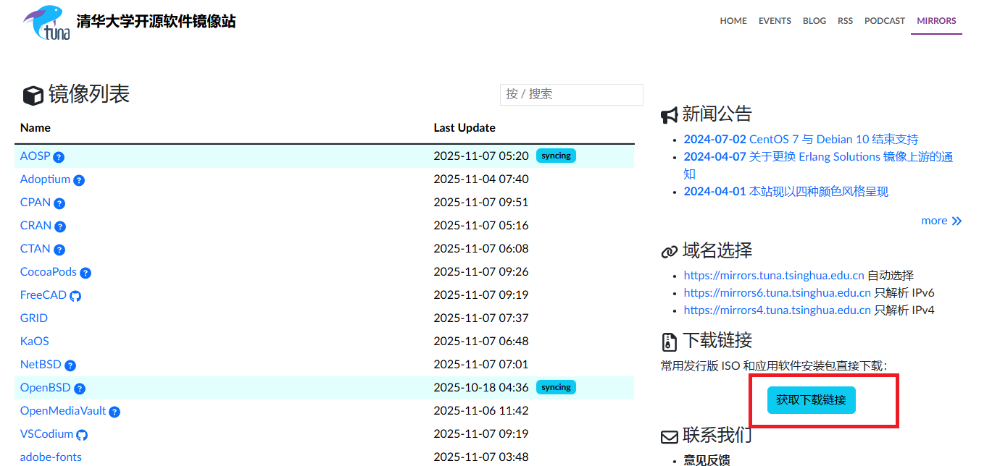 tuna 清华大学开源软件镜像站
HOME EVENTS BLOG RSS PODCAST MIRRORS
镜像列表
按 / 搜索
Name Last Update
AOSP ? 2025-11-07 05:20 syncing
Adoptium ? 2025-11-04 07:40
CPAN ? 2025-11-07 09:51
CRAN ? 2025-11-07 05:16
CTAN ? 2025-11-07 06:08
CocoaPods ? 2025-11-07 09:26
FreeCAD 2025-11-07 09:19
GRID 2025-11-07 07:37
KaOS 2025-11-07 06:48
NetBSD ? 2025-11-07 07:01
OpenBSD ? 2025-10-18 04:36 syncing
OpenMediaVault ? 2025-11-06 11:42
VSCodium 2025-11-07 09:19
adobe-fonts 2025-11-07 03:48
新闻公告
2024-07-02 CentOS 7 与 Debian 10 结束支持
2024-04-07 关于更换 Erlang Solutions 镜像上游的通
知
2024-04-01 本站现以四种颜色风格呈现
more
域名选择
https://mirrors.tuna.tsinghua.edu.cn 自动选择
https://mirrors6.tuna.tsinghua.edu.cn 只解析 IPv6
https://mirrors4.tuna.tsinghua.edu.cn 只解析 IPv4
下载链接
常用发行版 ISO 和应用软件安装包直接下载：
获取下载链接
联系我们
意见反馈